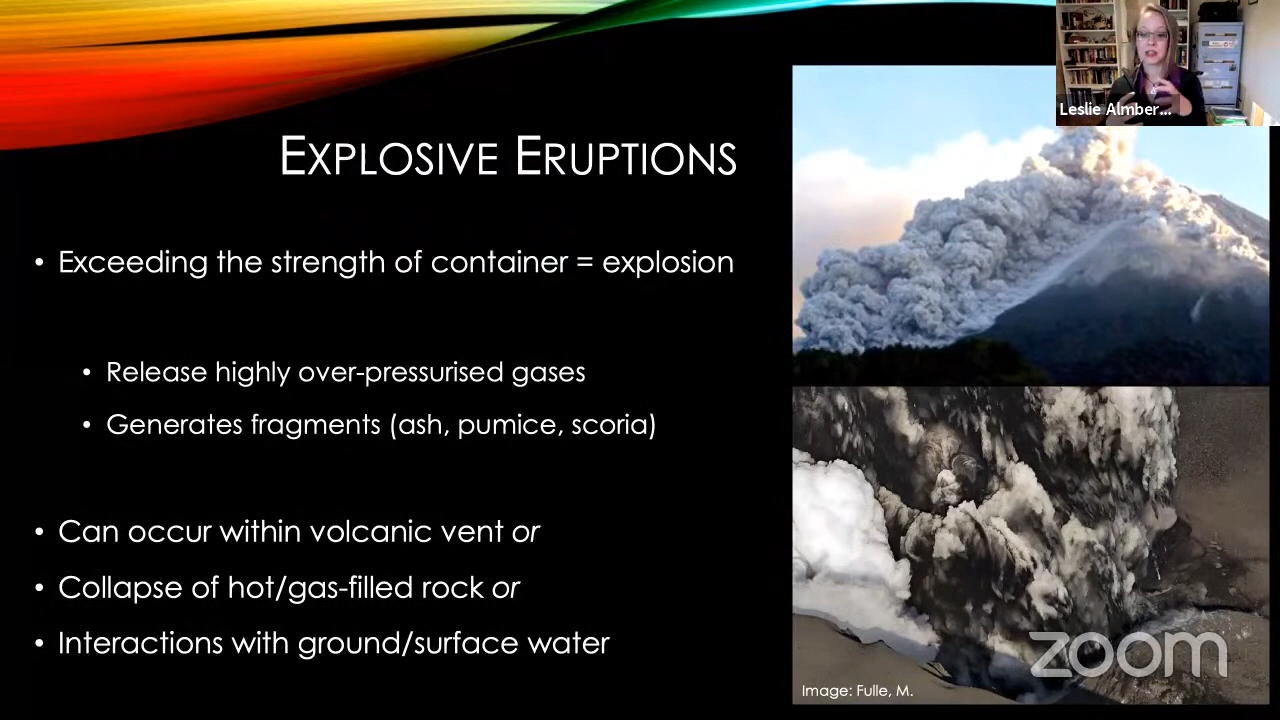 Leslie Almber...
EXPLOSIVE ERUPTIONS
• Exceeding the strength of container = explosion
• Release highly over-pressurised gases
• Generates fragments (ash, pumice, scoria)
• Can occur within volcanic vent or
• Collapse of hot/gas-filled rock or
• Interactions with ground/surface water
zoom
Image: Fulle, M.